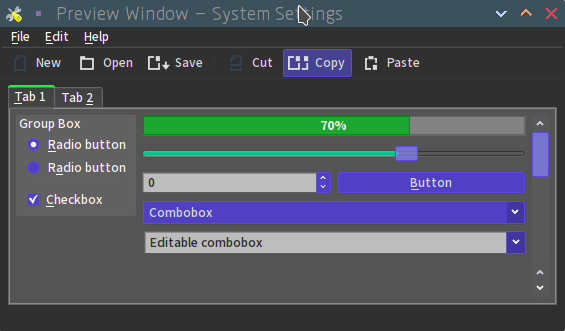 Preview Window – System Settings
File Edit Help
New Open Save Cut Copy Paste
Tab 1 Tab 2
Group Box
Radio button
Radio button
Checkbox
70%
0
Button
Combobox
Editable combobox